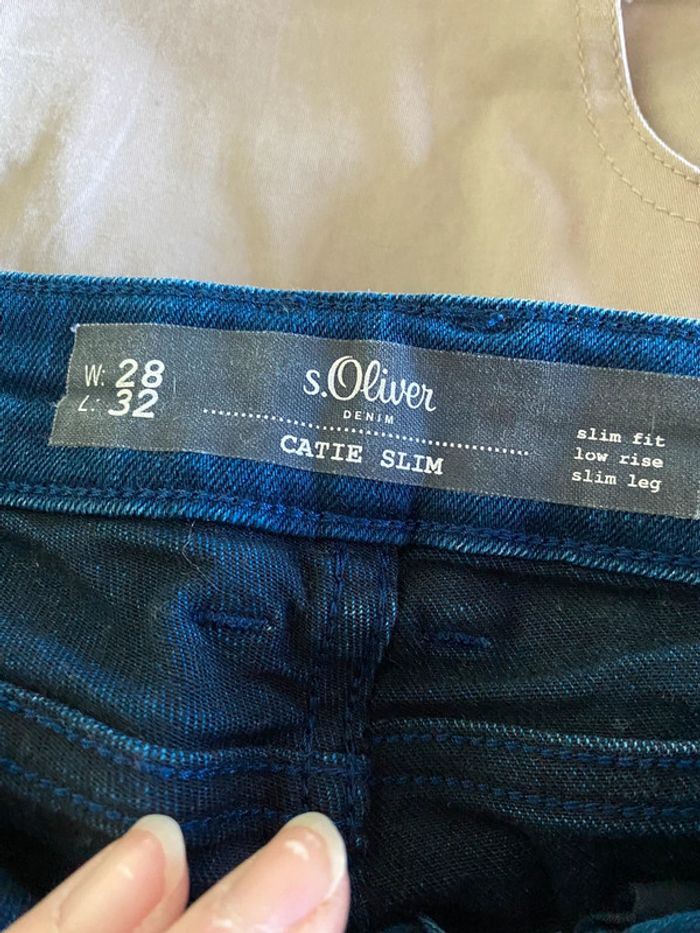 W: 28
L: 32
s.Oliver
DENIM
CATIE SLIM
slim fit
low rise
slim leg